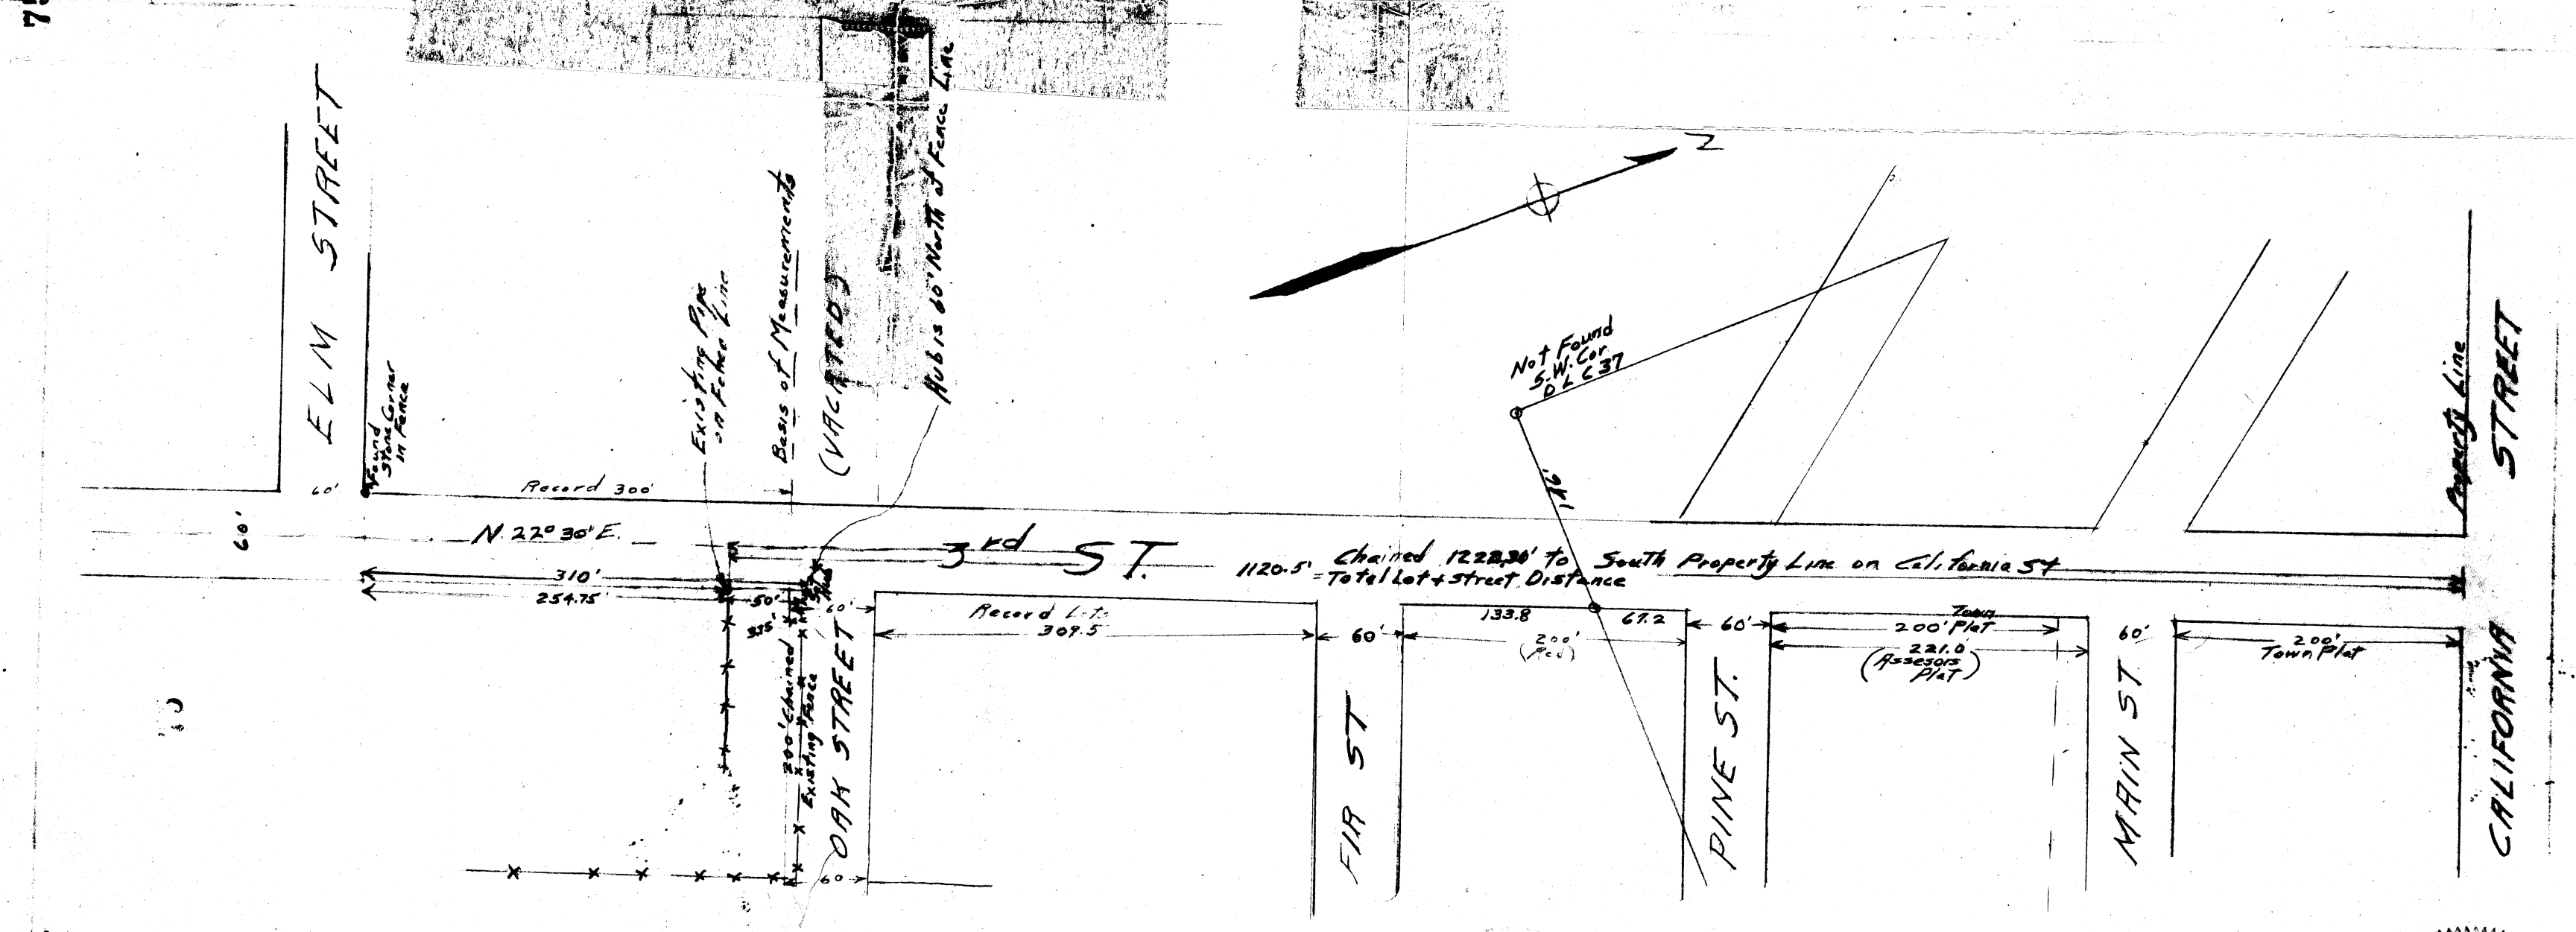 ELM STREET
Found
Stone Corner
in Fence
60'
60'
Record 300'
N. 22° 30' E.
Existing Pipe
on Fence Line
Basis of Measurements
(VACATED)
Hub is 60' North of Fence Line
3rd ST.
Not Found
S.W. Cor
D L C 37
146'
1120.5'
Chained to South Property Line on California St
Total Lot + Street Distance
310'
254.75'
50'
60'
Hub
200' Chained
Existing Fence
OAK STREET
60
Record Lots
309.5
60'
FIR ST
133.8
67.2
200'
(Rec)
60'
PINE ST.
Town
200' Plat
221.0
(Assesors
Plat)
60'
MAIN ST.
200'
Town Plat
Property Line
CALIFORNIA STREET